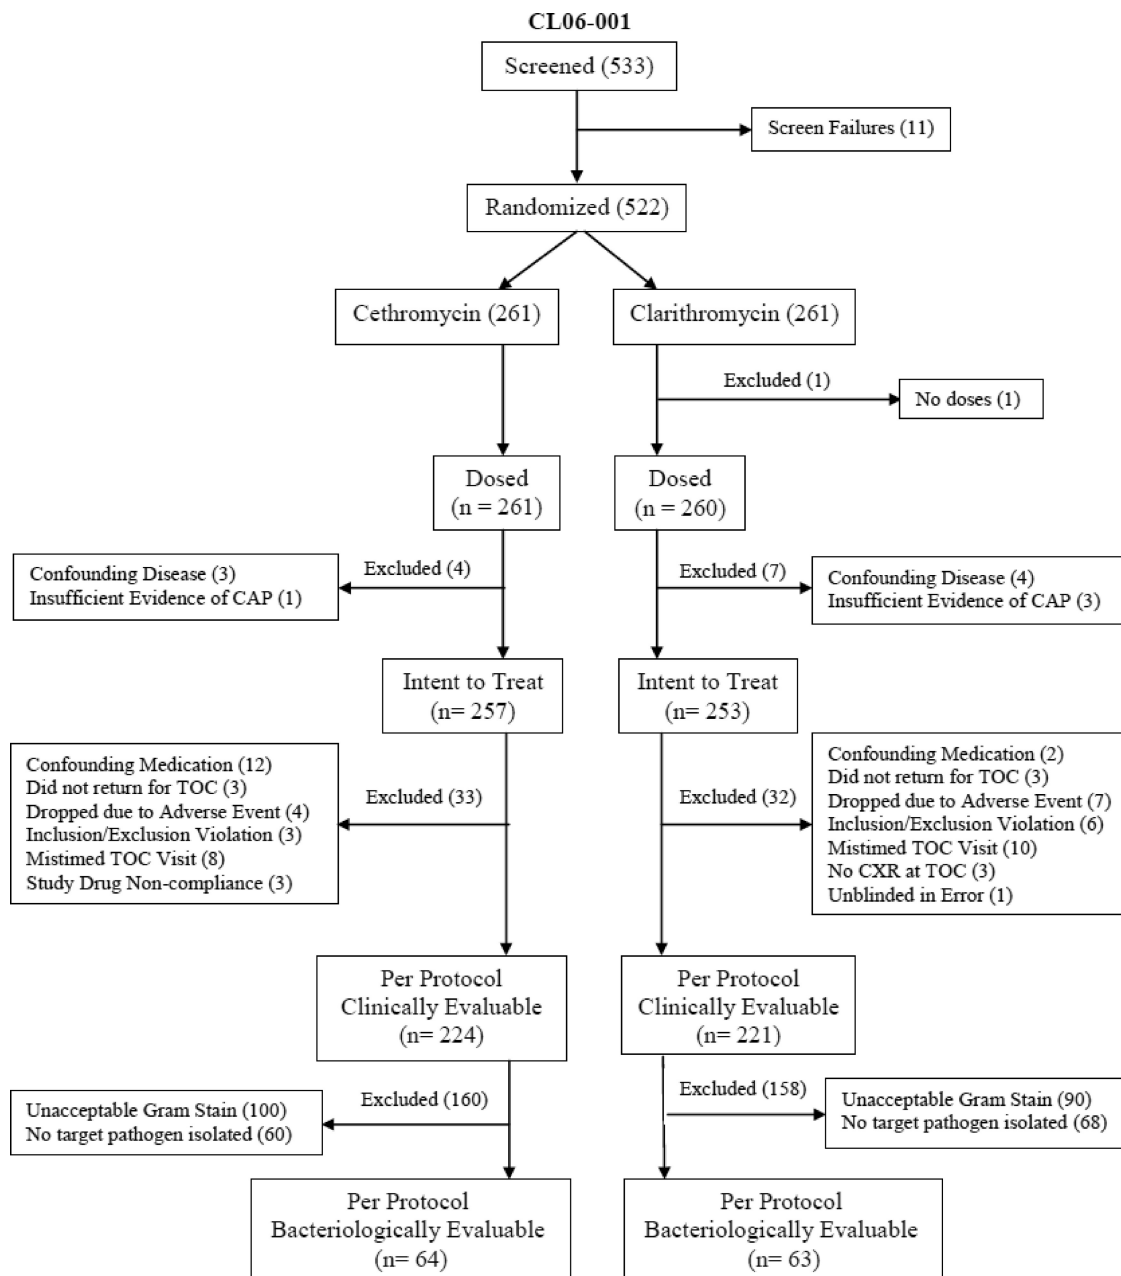 CL06-001
Screened (533)
Screen Failures (11)
Randomized (522)
Cethromycin (261)
Clarithromycin (261)
Excluded (1)
No doses (1)
Dosed
(n = 261)
Dosed
(n = 260)
Confounding Disease (3)
Insufficient Evidence of CAP (1)
Excluded (4)
Excluded (7)
Confounding Disease (4)
Insufficient Evidence of CAP (3)
Intent to Treat
(n= 257)
Intent to Treat
(n= 253)
Confounding Medication (12)
Did not return for TOC (3)
Dropped due to Adverse Event (4)
Inclusion/Exclusion Violation (3)
Mistimed TOC Visit (8)
Study Drug Non-compliance (3)
Excluded (33)
Excluded (32)
Confounding Medication (2)
Did not return for TOC (3)
Dropped due to Adverse Event (7)
Inclusion/Exclusion Violation (6)
Mistimed TOC Visit (10)
No CXR at TOC (3)
Unblinded in Error (1)
Per Protocol
Clinically Evaluable
(n= 224)
Per Protocol
Clinically Evaluable
(n= 221)
Unacceptable Gram Stain (100)
No target pathogen isolated (60)
Excluded (160)
Excluded (158)
Unacceptable Gram Stain (90)
No target pathogen isolated (68)
Per Protocol
Bacteriologically Evaluable
(n= 64)
Per Protocol
Bacteriologically Evaluable
(n= 63)